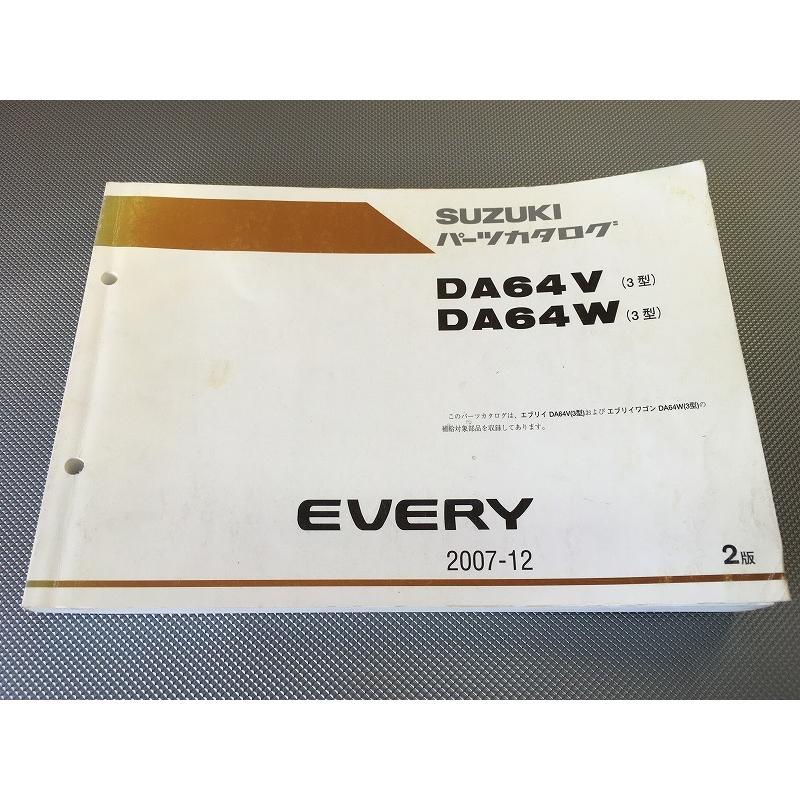 SUZUKI
パーツカタログ
DA64V (3型)
DA64W (3型)
このパーツカタログは、エブリイ DA64V(3型)および エブリイワゴン DA64W(3型)の
補給対象部品を収録してあります。
EVERY
2007-12
2版